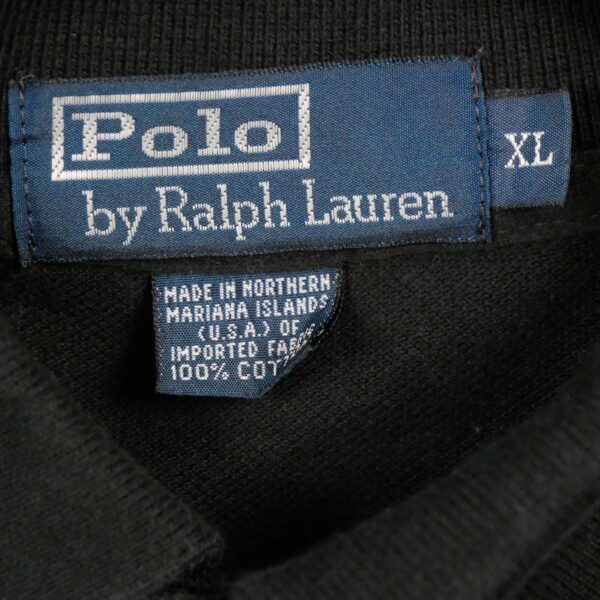 Polo
by Ralph Lauren
XL
MADE IN NORTHERN
MARIANA ISLANDS
(U.S.A.) OF
IMPORTED
100%